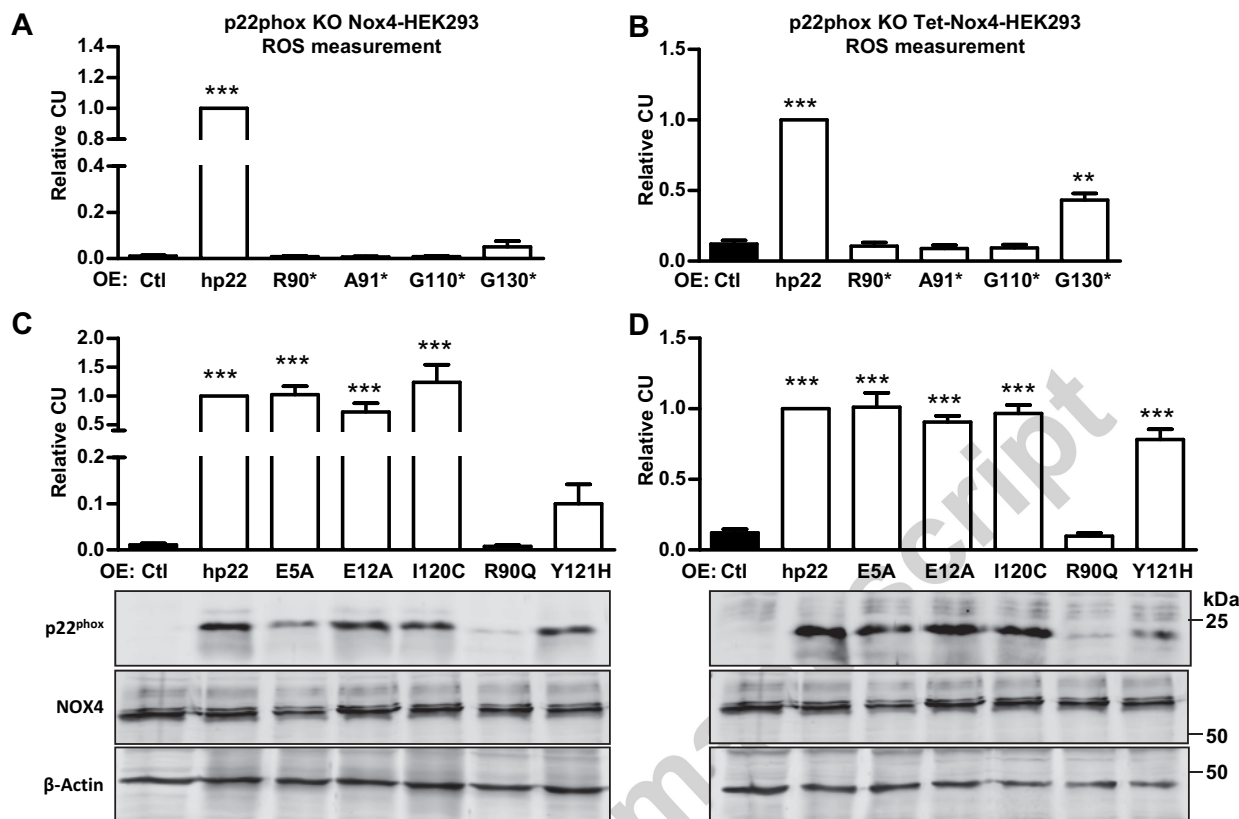 A
p22phox KO Nox4-HEK293
ROS measurement
Relative CU
1.4
1.2
1.0
0.8
0.4
0.2
0.0
***
OE: Ctl hp22 R90* A91* G110* G130*
B
p22phox KO Tet-Nox4-HEK293
ROS measurement
Relative CU
1.5
1.0
0.5
0.0
***
**
OE: Ctl hp22 R90* A91* G110* G130*
C
Relative CU
2.0
1.5
1.0
0.5
0.2
0.1
0.0
*** *** *** ***
OE: Ctl hp22 E5A E12A I120C R90Q Y121H
p22phox
NOX4
β-Actin
D
Relative CU
1.5
1.0
0.5
0.0
*** *** *** *** ***
OE: Ctl hp22 E5A E12A I120C R90Q Y121H
kDa
25
50
50
script